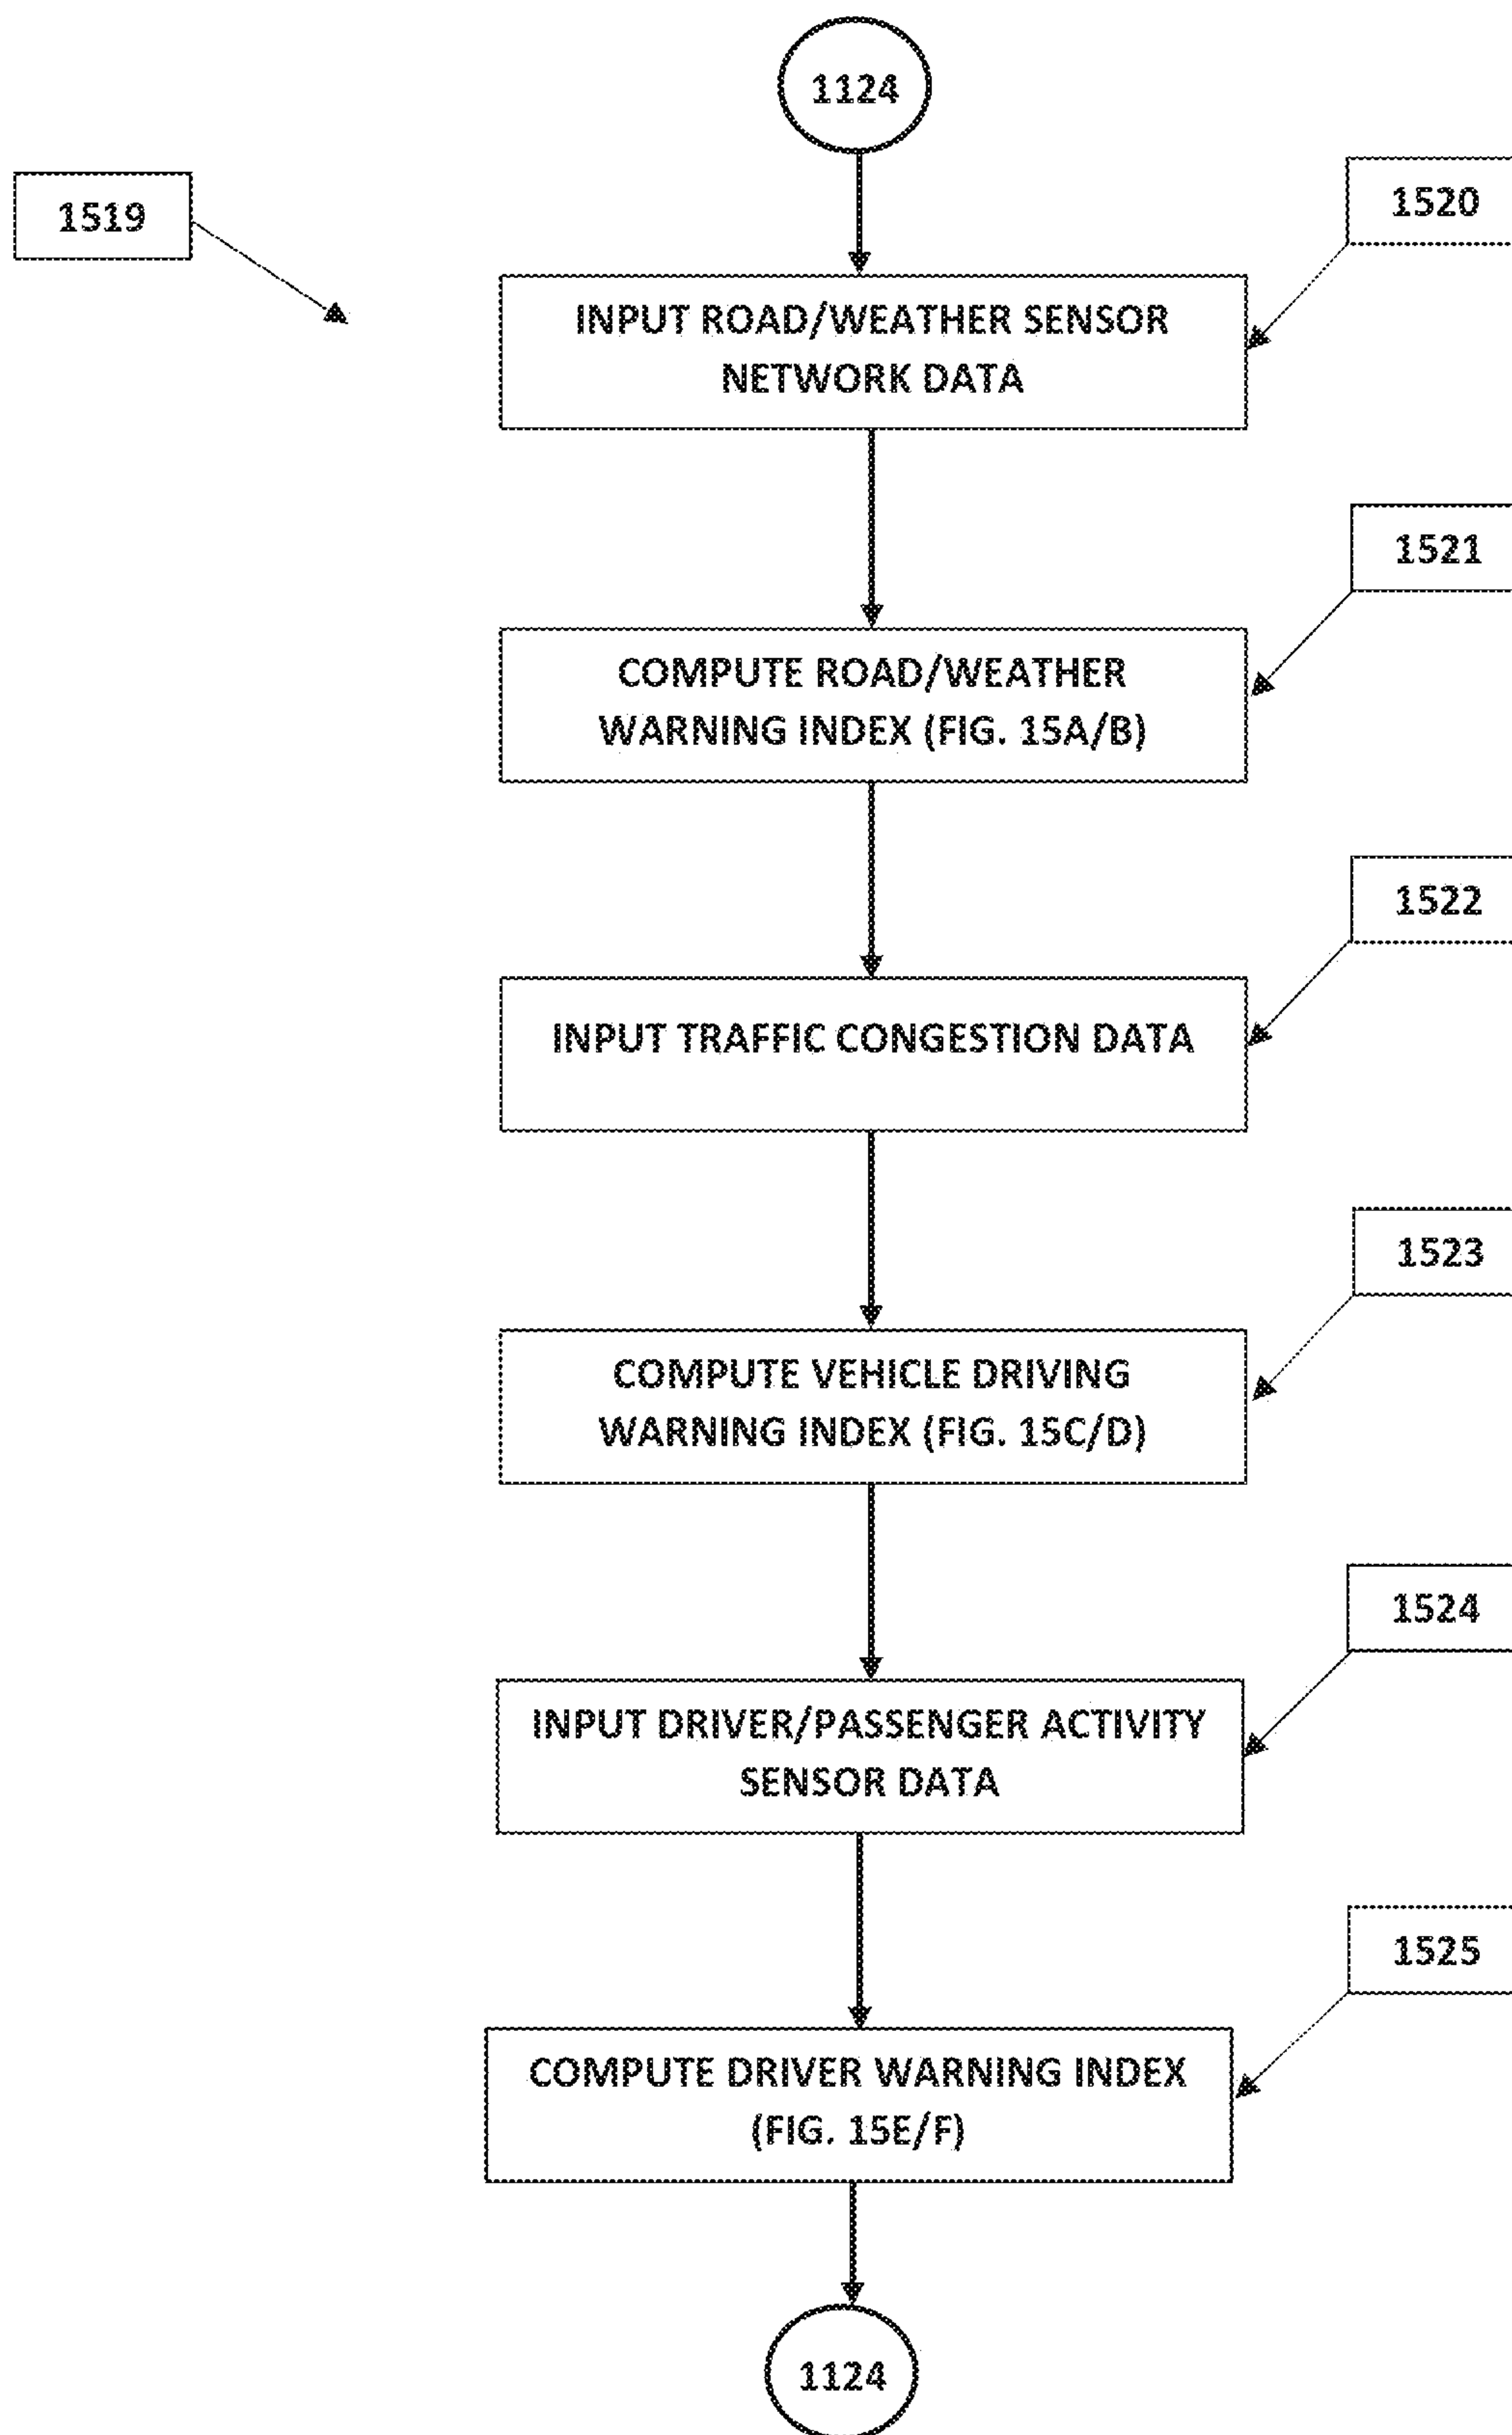 1124
1519
1520
INPUT ROAD/WEATHER SENSOR
NETWORK DATA
1521
COMPUTE ROAD/WEATHER
WARNING INDEX (FIG. 15A/B)
1522
INPUT TRAFFIC CONGESTION DATA
1523
COMPUTE VEHICLE DRIVING
WARNING INDEX (FIG. 15C/D)
1524
INPUT DRIVER/PASSENGER ACTIVITY
SENSOR DATA
1525
COMPUTE DRIVER WARNING INDEX
(FIG. 15E/F)
1124